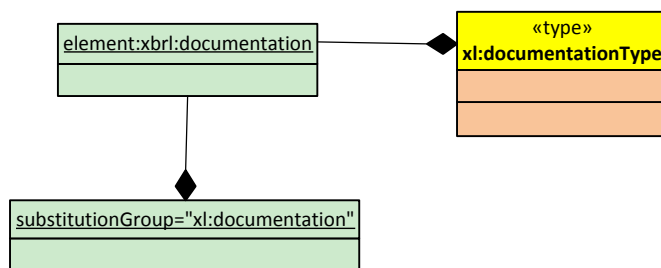 element:xbrl:documentation
«type»
xl:documentationType
substitutionGroup="xl:documentation"